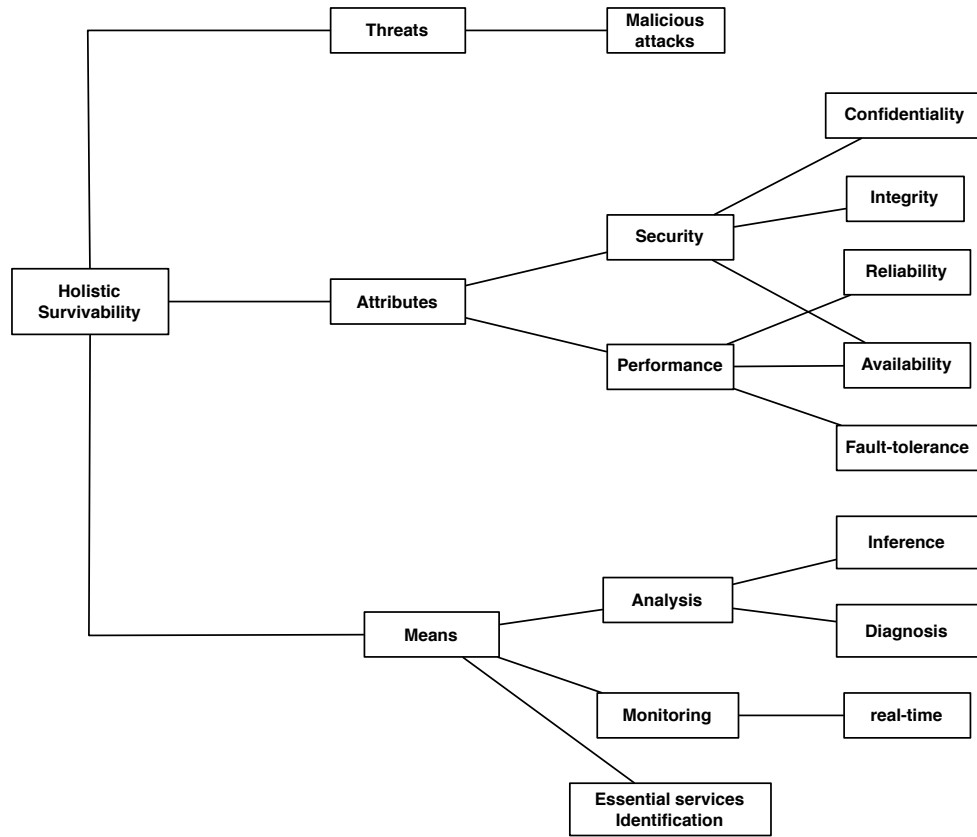 Threats
Malicious
attacks
Confidentiality
Integrity
Security
Reliability
Holistic
Survivability
Attributes
Performance
Availability
Fault-tolerance
Inference
Analysis
Means
Diagnosis
Monitoring
real-time
Essential services
Identification